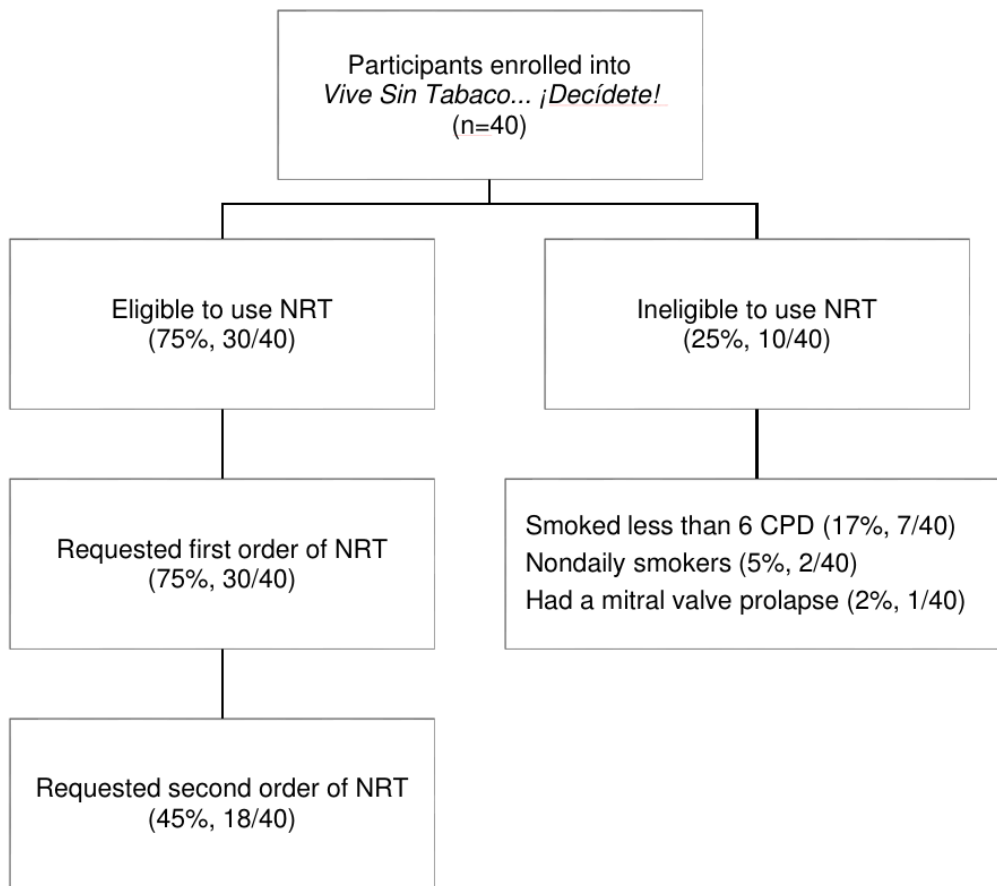 Participants enrolled into
Vive Sin Tabaco... ¡Decídete!
(n=40)
Eligible to use NRT
(75%, 30/40)
Ineligible to use NRT
(25%, 10/40)
Requested first order of NRT
(75%, 30/40)
Smoked less than 6 CPD (17%, 7/40)
Nondaily smokers (5%, 2/40)
Had a mitral valve prolapse (2%, 1/40)
Requested second order of NRT
(45%, 18/40)